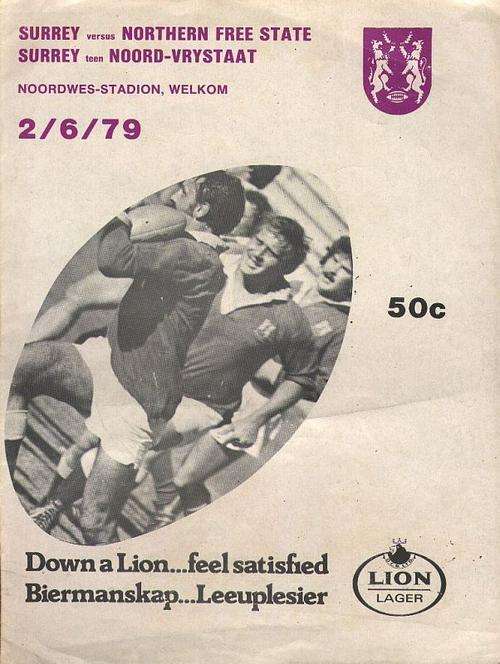 SURREY versus NORTHERN FREE STATE
SURREY teen NOORD-VRYSTAAT
NOORDWES-STADION, WELKOM
2/6/79
50c
Down a Lion...feel satisfied
Biermanskap...Leeuplesier
LION
LAGER